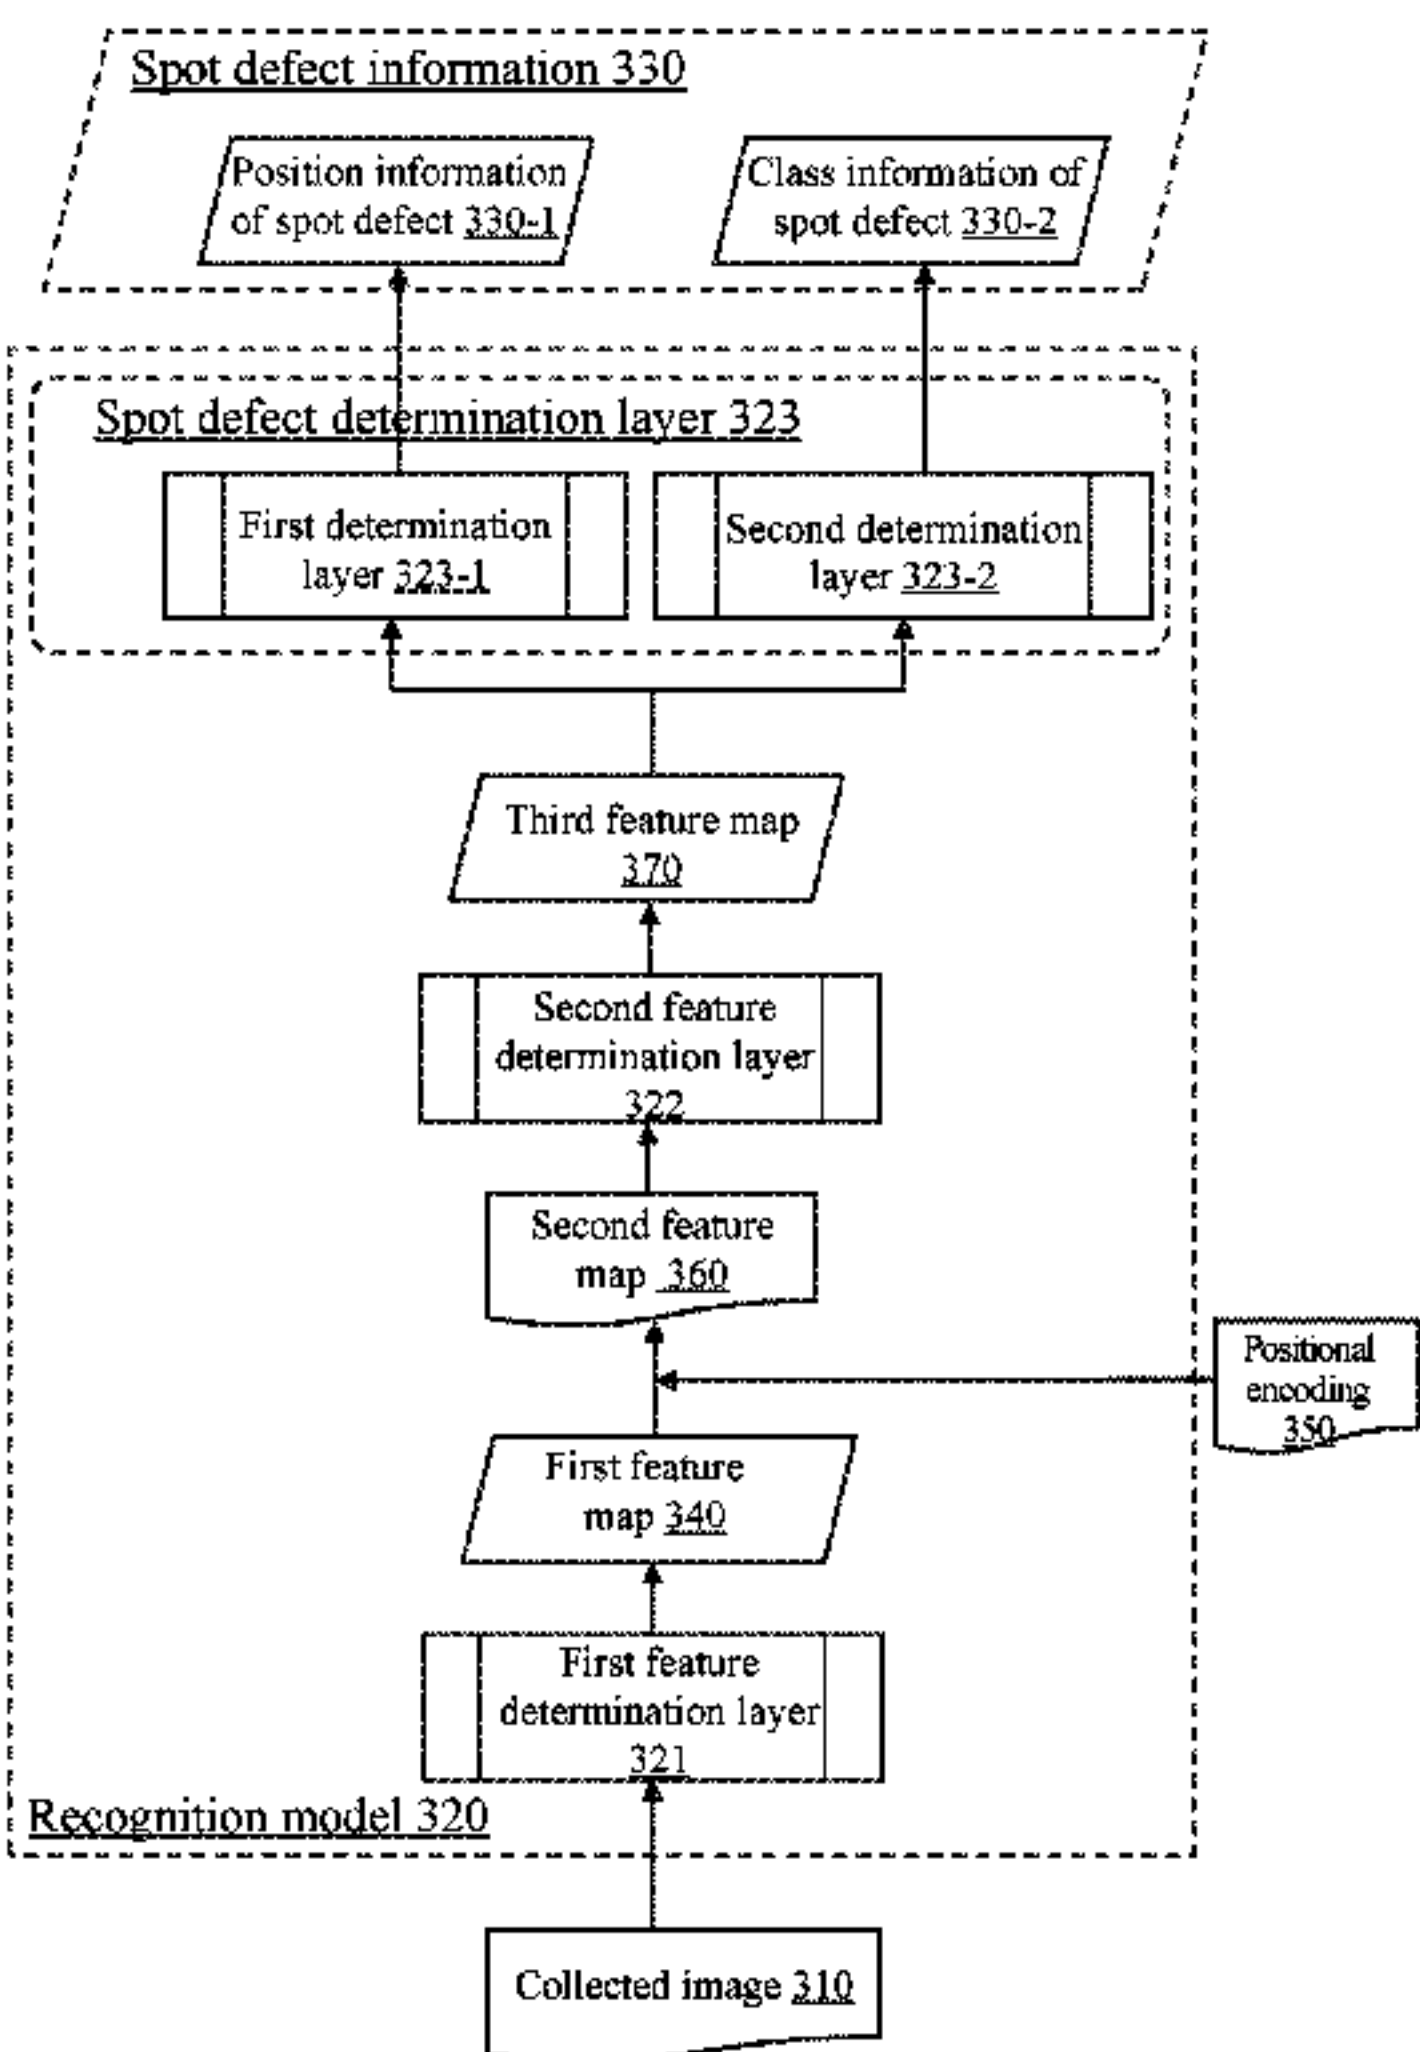 Spot defect information 330
Position information
of spot defect 330-1
Class information of
spot defect 330-2
Spot defect determination layer 323
First determination
layer 323-1
Second determination
layer 323-2
Third feature map
370
Second feature
determination layer
322
Second feature
map 360
Positional
encoding
350
First feature
map 340
First feature
determination layer
321
Recognition model 320
Collected image 310